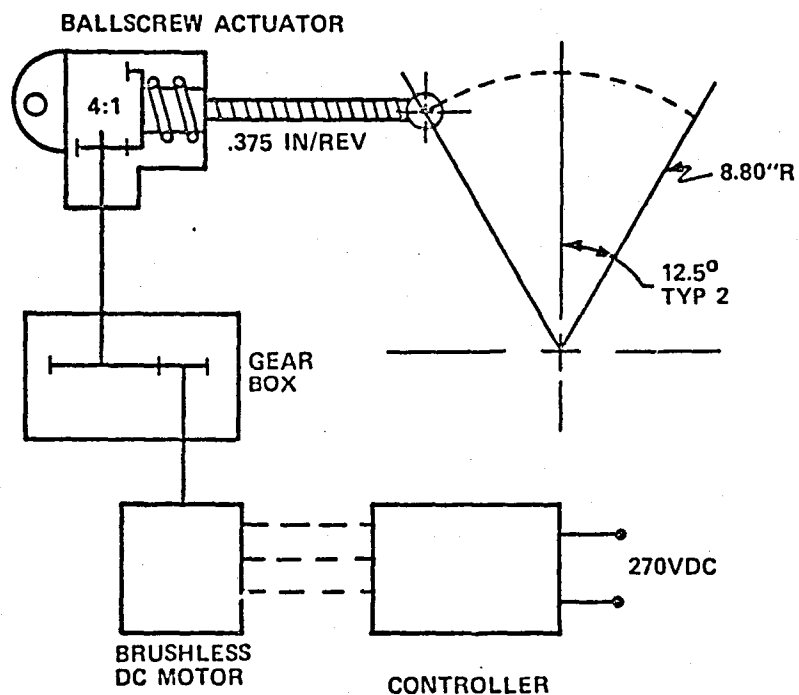 BALLSCREW ACTUATOR
4:1
.375 IN/REV
8.80"R
12.5º
TYP 2
GEAR
BOX
270VDC
BRUSHLESS
DC MOTOR
CONTROLLER